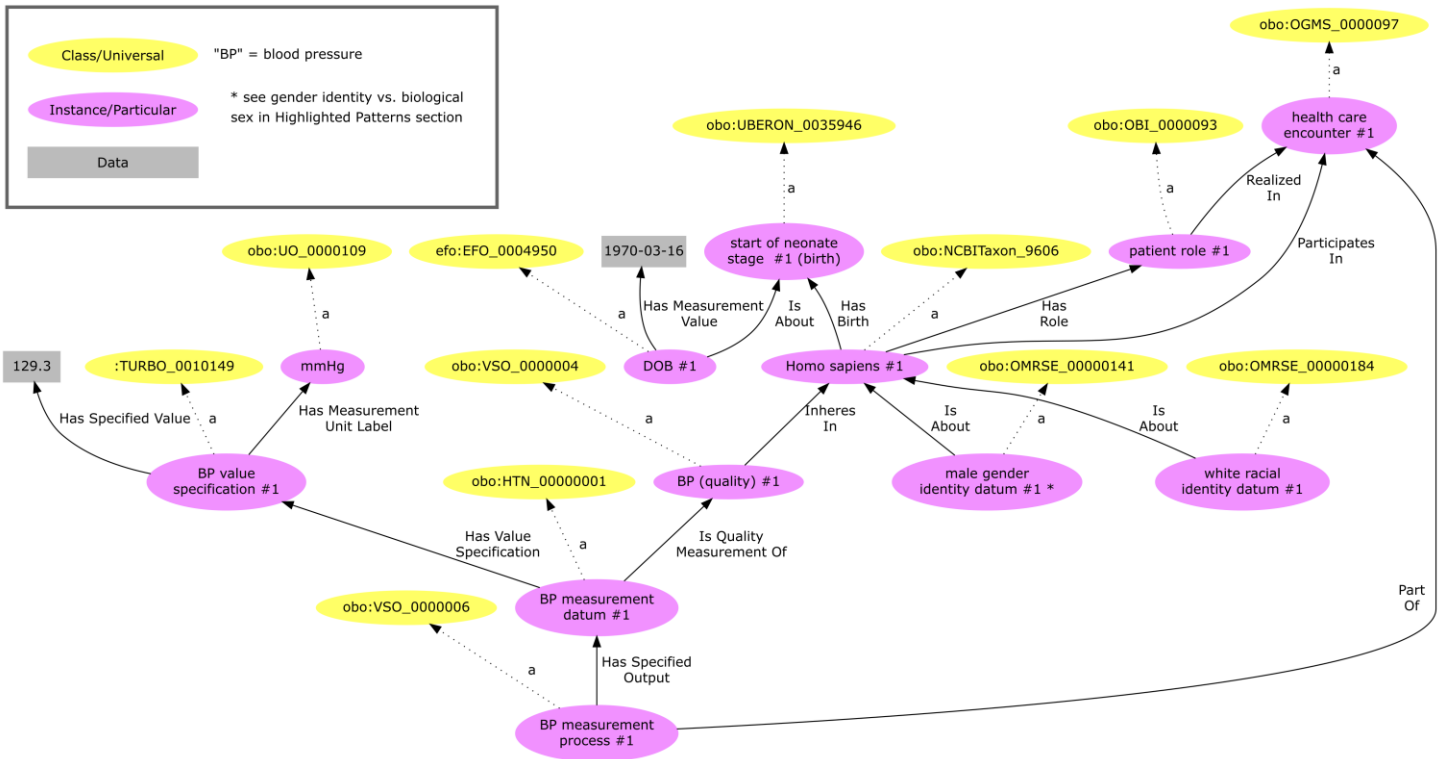 Class/Universal
"BP" = blood pressure
Instance/Particular
* see gender identity vs. biological
sex in Highlighted Patterns section
Data
obo:OGMS_0000097
a
health care
encounter #1
obo:UBERON_0035946
obo:OBI_0000093
a
a
Realized
In
obo:UO_0000109
efo:EFO_0004950
1970-03-16
start of neonate
stage #1 (birth)
obo:NCBITaxon_9606
patient role #1
Participates
In
a
a
Has Measurement
Value
Is
About
Has
Birth
a
Has
Role
129.3
:TURBO_0010149
mmHg
obo:VSO_0000004
DOB #1
Homo sapiens #1
obo:OMRSE_00000141
obo:OMRSE_00000184
Has Specified Value
a
Has Measurement
Unit Label
a
Inheres
In
Is
About
a
Is
About
a
BP value
specification #1
obo:HTN_00000001
BP (quality) #1
male gender
identity datum #1 *
white racial
identity datum #1
Has Value
Specification
a
Is Quality
Measurement Of
obo:VSO_0000006
BP measurement
datum #1
Part
Of
a
Has Specified
Output
BP measurement
process #1